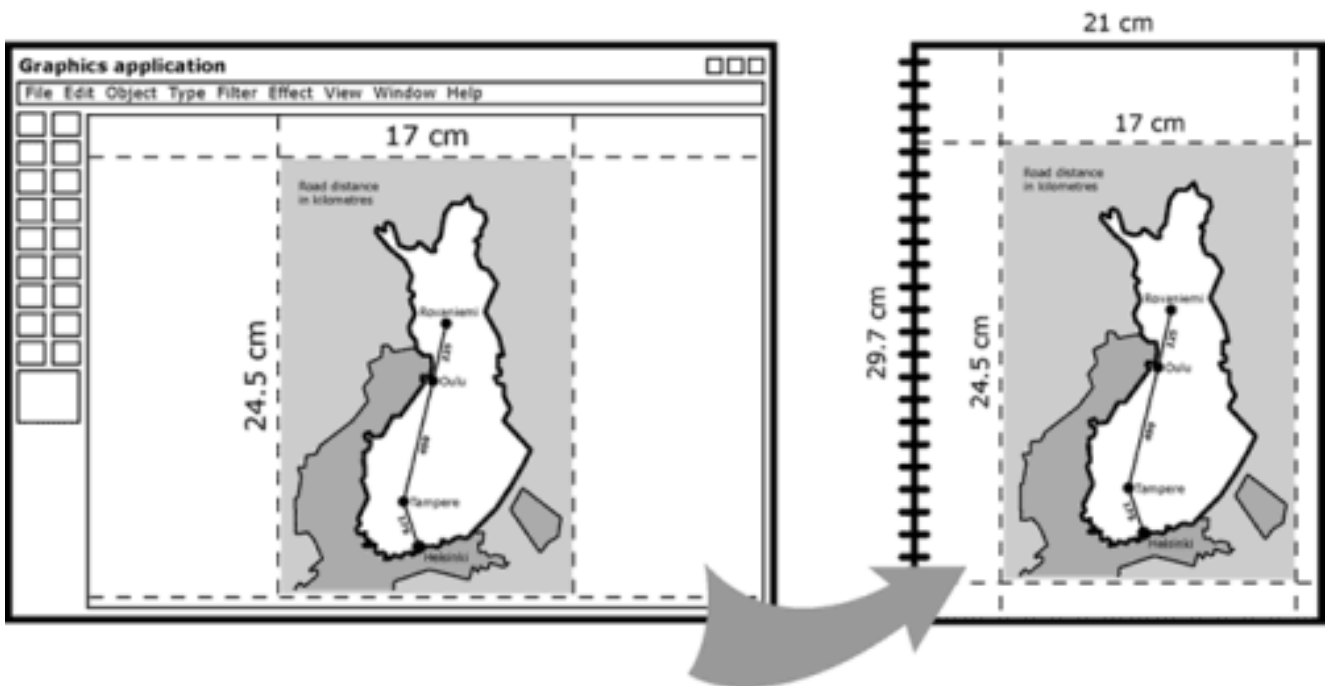 Graphics application
File Edit Object Type Filter Effect View Window Help
17 cm
24.5 cm
Road distance
in kilometres
Rovaniemi
Oulu
Tampere
Helsinki
21 cm
29.7 cm
17 cm
24.5 cm
Road distance
in kilometres
Rovaniemi
Oulu
Tampere
Helsinki